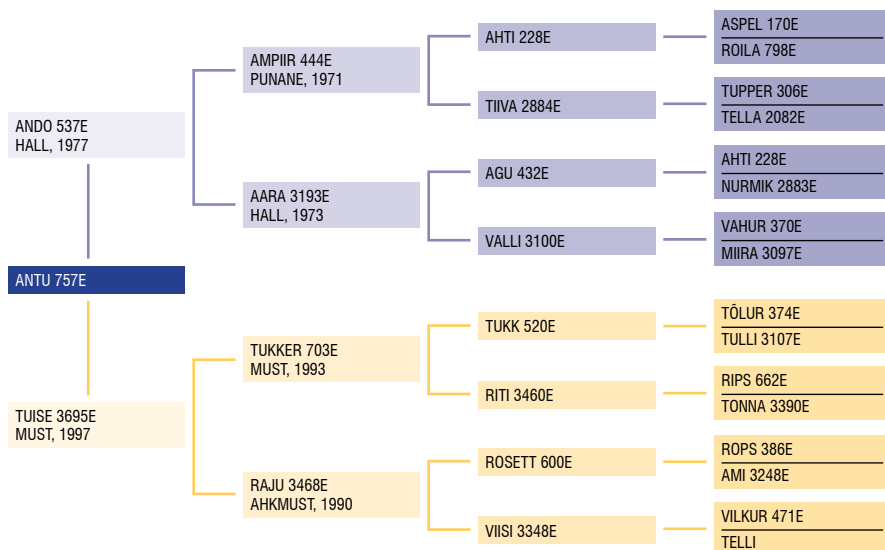 ANDO 537E
HALL, 1977
ANTU 757E
TUISE 3695E
MUST, 1997
AMPIIR 444E
PUNANE, 1971
AARA 3193E
HALL, 1973
TUKKER 703E
MUST, 1993
RAJU 3468E
AHKMUST, 1990
AHTI 228E
TIIVA 2884E
AGU 432E
VALLI 3100E
TUKK 520E
RITI 3460E
ROSETT 600E
VIISI 3348E
ASPEL 170E
ROILA 798E
TUPPER 306E
TELLA 2082E
AHTI 228E
NURMIK 2883E
VAHUR 370E
MIIRA 3097E
TÕLUR 374E
TULLI 3107E
RIPS 662E
TONNA 3390E
ROPS 386E
AMI 3248E
VILKUR 471E
TELLI